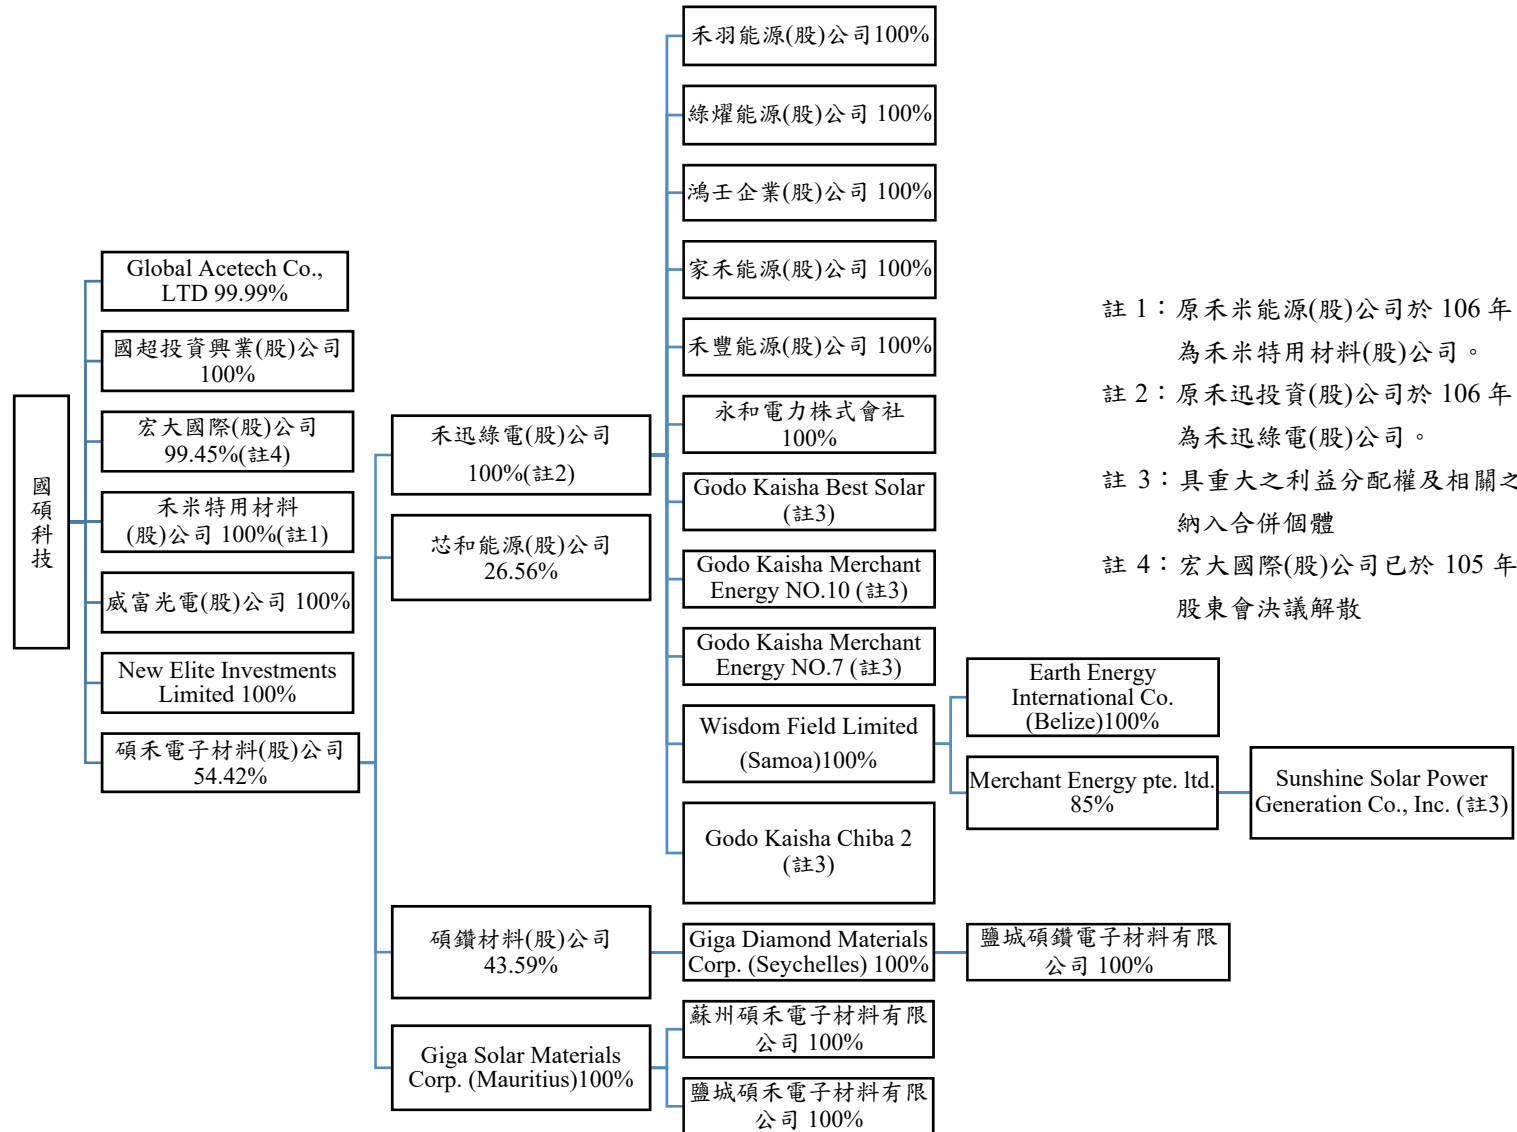 國碩科技
Global Acetech Co.,
LTD 99.99%
國超投資興業(股)公司
100%
宏大國際(股)公司
99.45%(註4)
禾米特用材料
(股)公司 100%(註1)
威富光電(股)公司 100%
New Elite Investments
Limited 100%
碩禾電子材料(股)公司
54.42%
禾迅綠電(股)公司
100%(註2)
芯和能源(股)公司
26.56%
碩鑽材料(股)公司
43.59%
Giga Solar Materials
Corp. (Mauritius)100%
禾羽能源(股)公司100%
綠燿能源(股)公司 100%
鴻壬企業(股)公司 100%
家禾能源(股)公司 100%
禾豐能源(股)公司 100%
永和電力株式會社
100%
Godo Kaisha Best Solar
(註3)
Godo Kaisha Merchant
Energy NO.10 (註3)
Godo Kaisha Merchant
Energy NO.7 (註3)
Wisdom Field Limited
(Samoa)100%
Godo Kaisha Chiba 2
(註3)
Giga Diamond Materials
Corp. (Seychelles) 100%
蘇州碩禾電子材料有限
公司 100%
鹽城碩禾電子材料有限
公司 100%
Earth Energy
International Co.
(Belize)100%
Merchant Energy pte. ltd.
85%
鹽城碩鑽電子材料有限
公司 100%
Sunshine Solar Power
Generation Co., Inc. (註3)
註 1：原禾米能源(股)公司於 106 年
為禾米特用材料(股)公司。
註 2：原禾迅投資(股)公司於 106 年
為禾迅綠電(股)公司。
註 3：具重大之利益分配權及相關之
納入合併個體
註 4：宏大國際(股)公司已於 105 年
股東會決議解散